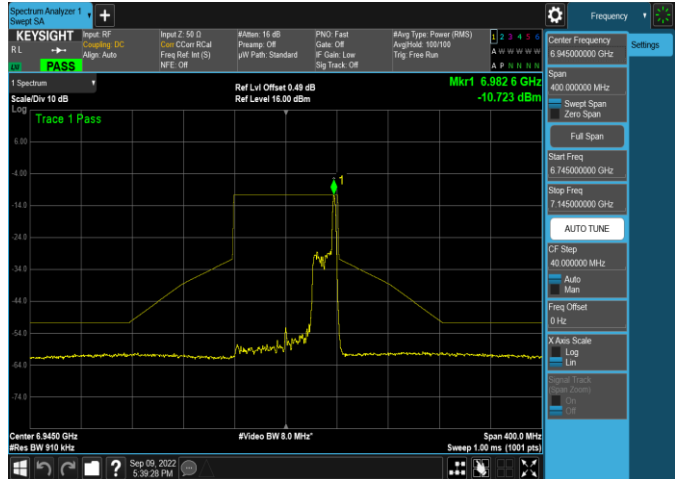 Spectrum Analyzer 1
Swept SA
Frequency
KEYSIGHT
R L
PASS
Input: RF
Coupling: DC
Align: Auto
Input Z: 50 Ω
Corr CCorr RCal
Freq Ref: Int (S)
NFE: Off
#Atten: 16 dB
Preamp: Off
µW Path: Standard
PNO: Fast
Gate: Off
IF Gain: Low
Sig Track: Off
#Avg Type: Power (RMS)
Avg|Hold: 100/100
Trig: Free Run
1 2 3 4 5 6
A W W W W W
A P N N N N
1 Spectrum
Scale/Div 10 dB
Log
Ref Lvl Offset 0.49 dB
Ref Level 16.00 dBm
Mkr1 6.982 6 GHz
-10.723 dBm
Trace 1 Pass
1
6.00
-4.00
-14.0
-24.0
-34.0
-44.0
-54.0
-64.0
-74.0
Center 6.9450 GHz
#Res BW 910 kHz
#Video BW 8.0 MHz*
Span 400.0 MHz
Sweep 1.00 ms (1001 pts)
Sep 09, 2022
5:39:28 PM
Center Frequency
6.945000000 GHz
Settings
Span
400.000000 MHz
Swept Span
Zero Span
Full Span
Start Freq
6.745000000 GHz
Stop Freq
7.145000000 GHz
AUTO TUNE
CF Step
40.000000 MHz
Auto
Man
Freq Offset
0 Hz
X Axis Scale
Log
Lin
Signal Track
(Span Zoom)
On
Off